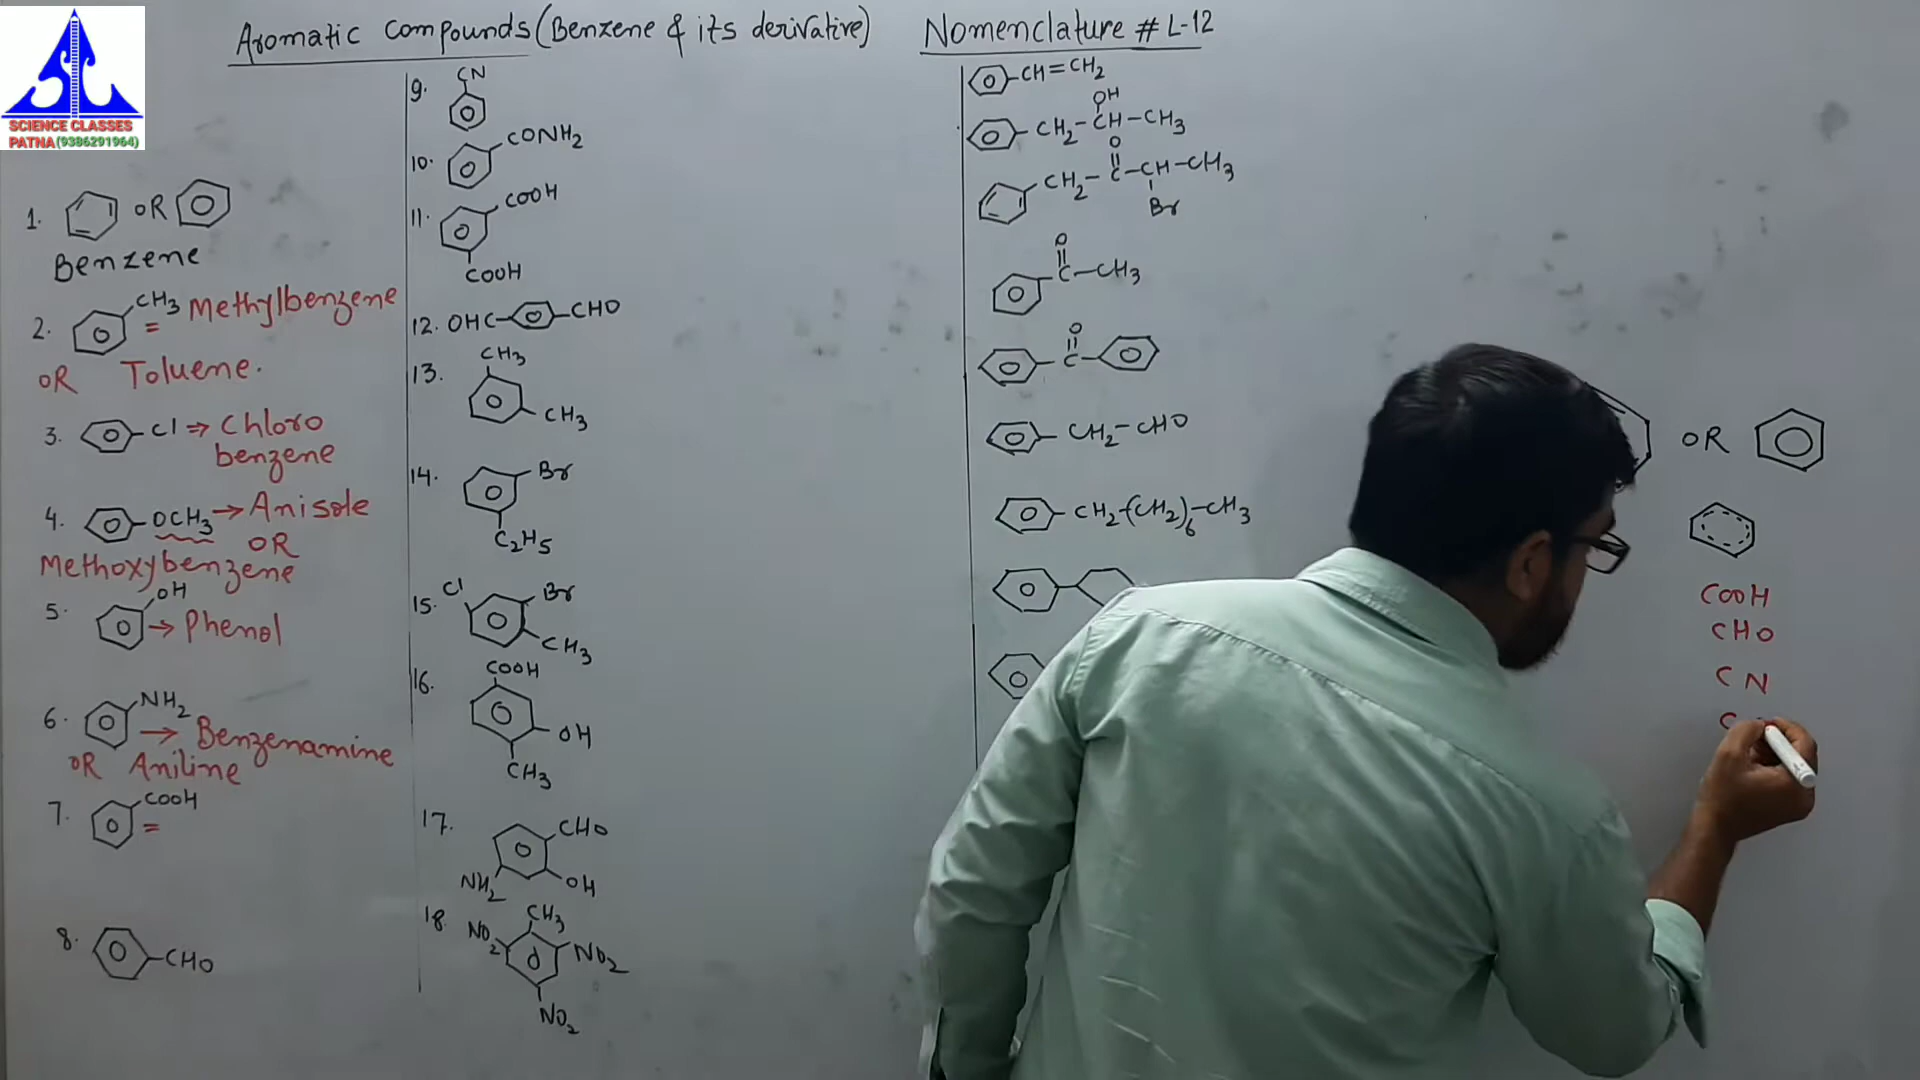 SCIENCE CLASSES
PATNA(9386291964)
Aromatic Compounds (Benzene & its derivative) Nomenclature # L-12
1. OR
Benzene
2. CH3 Methylbenzene
OR Toluene.
3. Cl ⇒ Chloro
benzene
4. OCH3 → Anisole
OR
Methoxybenzene
5. OH → Phenol
6. NH2 → Benzenamine
OR Aniline
7. COOH
8. CHO
9. CN
10. CONH2
11. COOH
COOH
12. OHC CHO
13. CH3
CH3
14. Br
C2H5
15. Cl Br
CH3
16. COOH
OH
CH3
17. CHO
NH2 OH
18. CH3
NO2 NO2
NO2
CH=CH2
OH
CH2-CH-CH3
O
CH2-C-CH-CH3
Br
O
C-CH3
O
C
CH2-CHO
CH2-(CH2)6-CH3
OR
COOH
CHO
CN